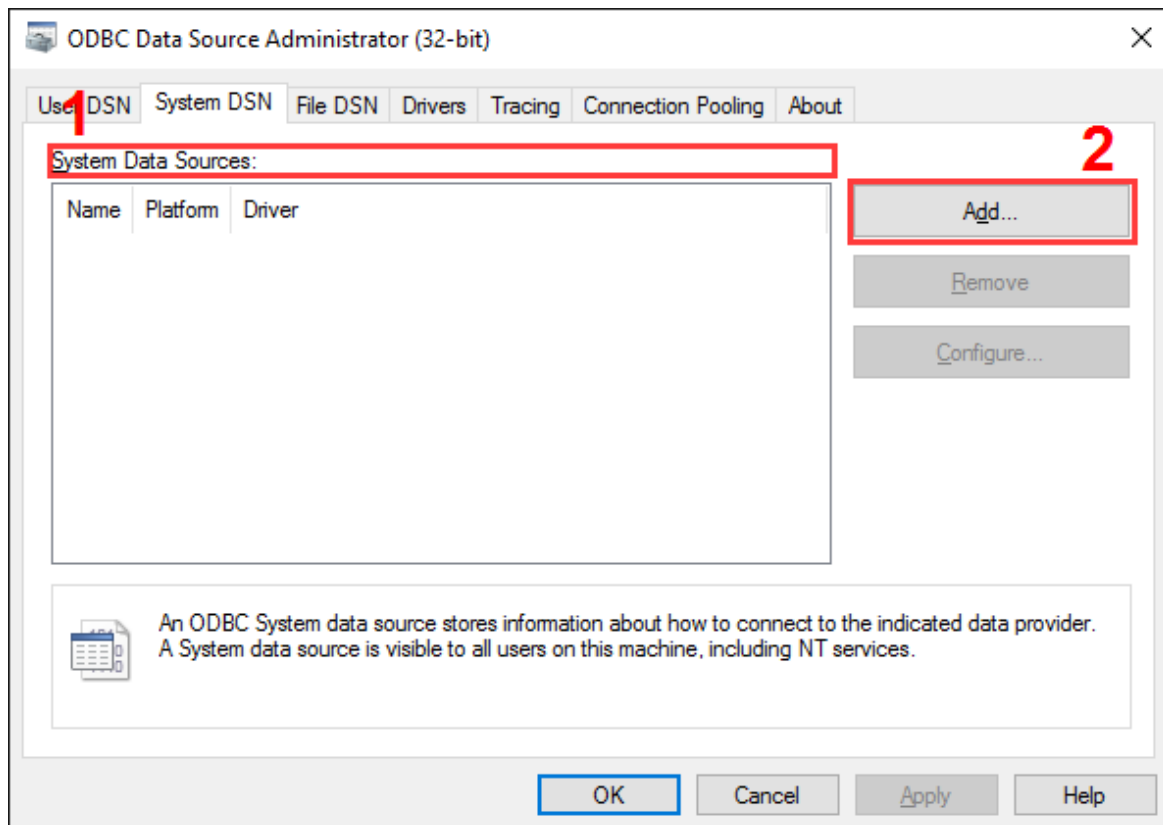 ODBC Data Source Administrator (32-bit)
User DSN System DSN File DSN Drivers Tracing Connection Pooling About
1
2
System Data Sources:
Name Platform Driver
Add...
Remove
Configure...
An ODBC System data source stores information about how to connect to the indicated data provider.
A System data source is visible to all users on this machine, including NT services.
OK Cancel Apply Help